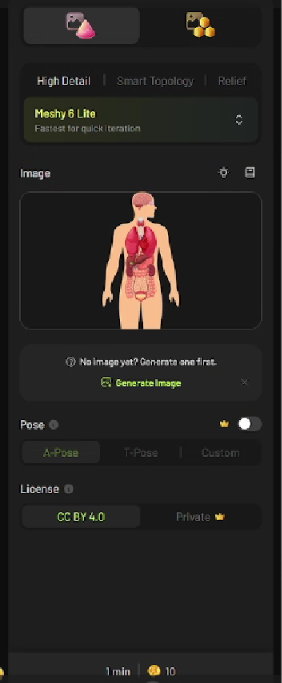 High Detail | Smart Topology | Relief
Meshy 6 Lite
Fastest for quick iteration
Image
No image yet? Generate one first.
Generate Image
Pose
A-Pose T-Pose | Custom
License
CC BY 4.0 Private
1 min | 10